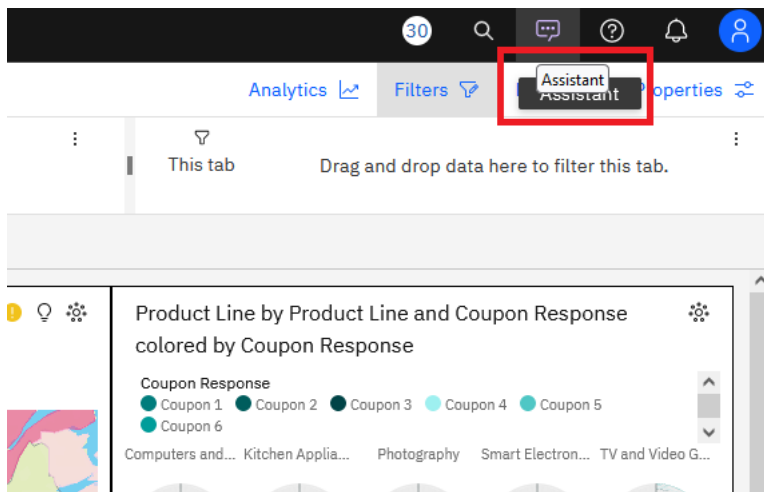 30
Analytics
Filters
Assistant
Assistant
operties
This tab
Drag and drop data here to filter this tab.
Product Line by Product Line and Coupon Response
colored by Coupon Response
Coupon Response
Coupon 1 Coupon 2 Coupon 3 Coupon 4 Coupon 5
Coupon 6
Computers and... Kitchen Applia... Photography Smart Electron... TV and Video G...